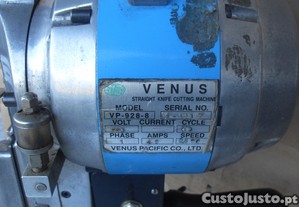 VENUS
STRAIGHT KNIFE CUTTING MACHINE
MODEL SERIAL NO.
VP-928-8
VOLT CURRENT CYCLE
PHASE AMPS SPEED
VENUS PACIFIC CO., LTD.
CustoJusto.pt